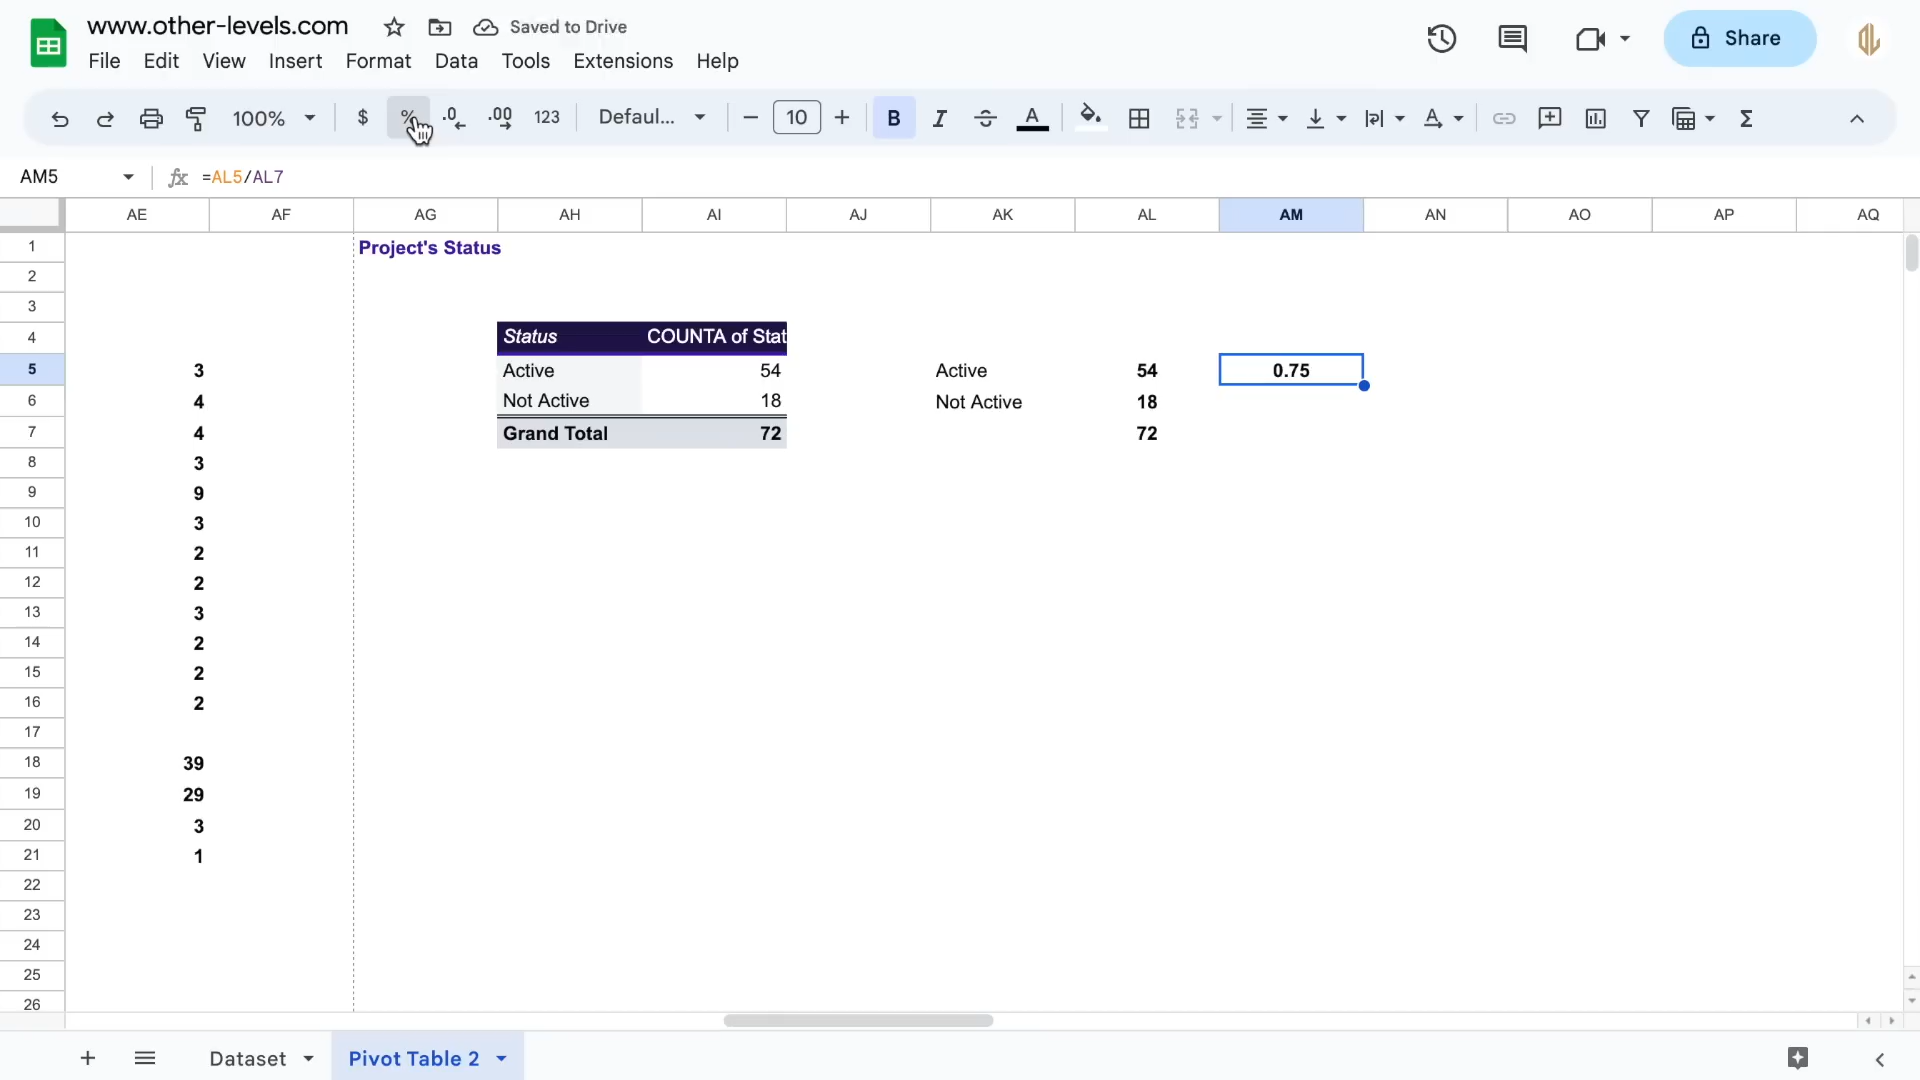 www.other-levels.com Saved to Drive
File Edit View Insert Format Data Tools Extensions Help
Share
100% $ % .0 .00 123 Defaul... 10 B I A
AM5 fx =AL5/AL7
AE AF AG AH AI AJ AK AL AM AN AO AP AQ
1 Project's Status
2
3
4 Status COUNTA of Stat
5 3 Active 54 Active 54 0.75
6 4 Not Active 18 Not Active 18
7 4 Grand Total 72 72
8 3
9 9
10 3
11 2
12 2
13 3
14 2
15 2
16 2
17
18 39
19 29
20 3
21 1
22
23
24
25
26
Dataset Pivot Table 2